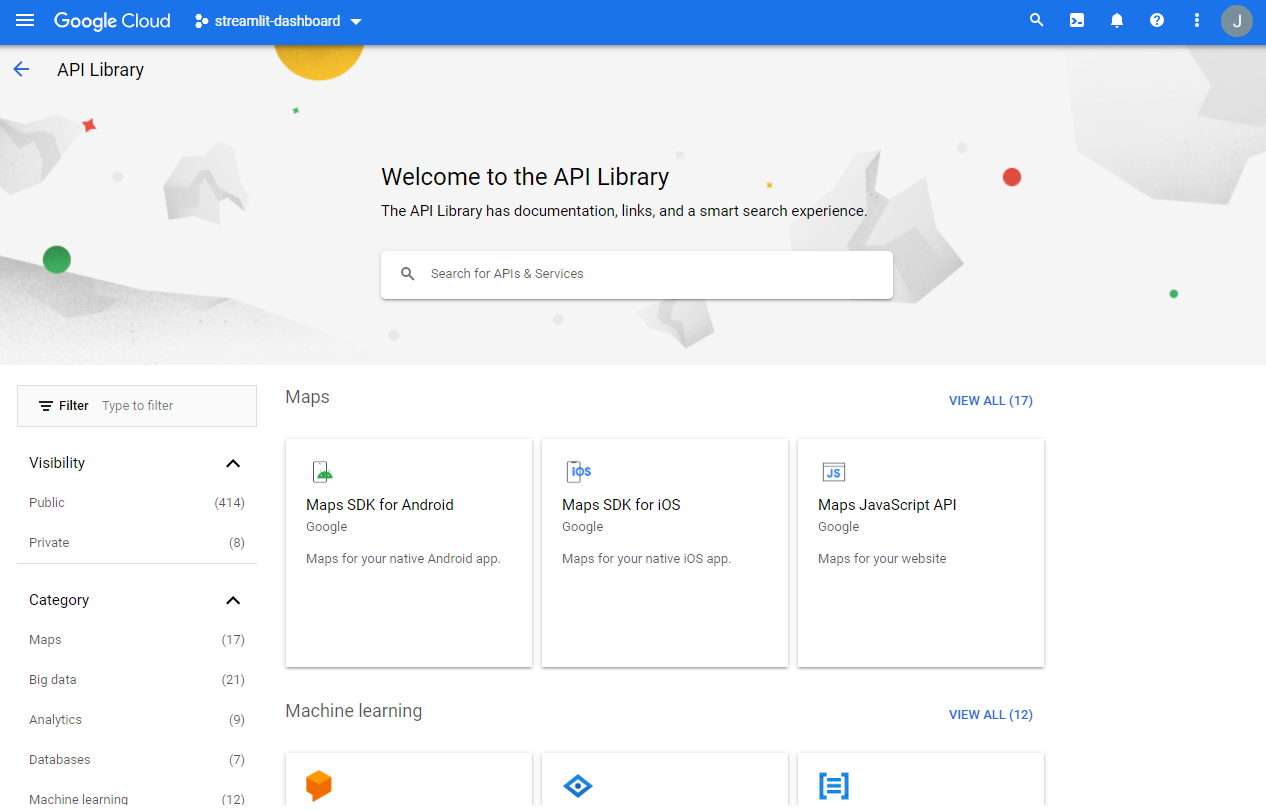 Google Cloud streamlit-dashboard J
API Library
Welcome to the API Library
The API Library has documentation, links, and a smart search experience.
Search for APIs & Services
Filter Type to filter
Visibility
Public (414)
Private (8)
Category
Maps (17)
Big data (21)
Analytics (9)
Databases (7)
Machine learning (12)
Maps VIEW ALL (17)
Maps SDK for Android
Google
Maps for your native Android app.
iOS
Maps SDK for iOS
Google
Maps for your native iOS app.
JS
Maps JavaScript API
Google
Maps for your website
Machine learning VIEW ALL (12)